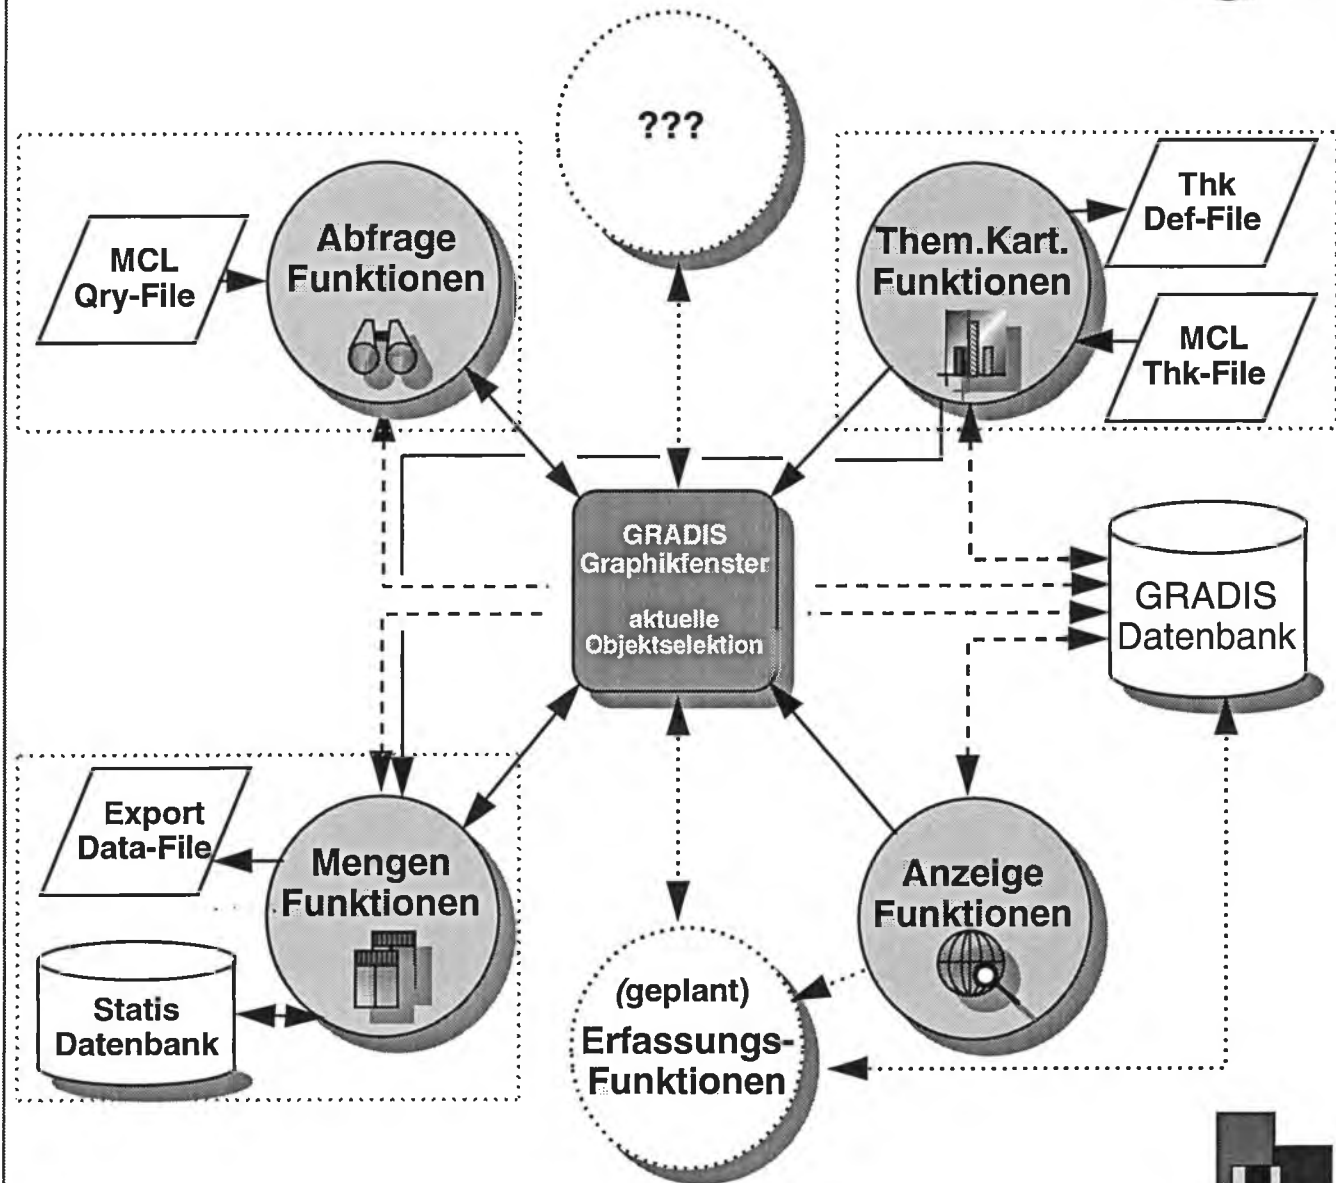 ???
Abfrage
Funktionen
MCL
Qry-File
Them.Kart.
Funktionen
Thk
Def-File
MCL
Thk-File
GRADIS
Graphikfenster
aktuelle
Objektselektion
GRADIS
Datenbank
Export
Data-File
Mengen
Funktionen
Statis
Datenbank
Anzeige
Funktionen
(geplant)
Erfassungs-
Funktionen